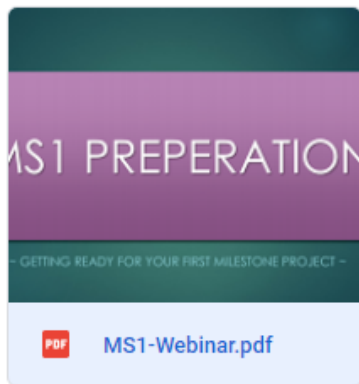 MS1 PREPERATION
~ GETTING READY FOR YOUR FIRST MILESTONE PROJECT ~
PDF MS1-Webinar.pdf